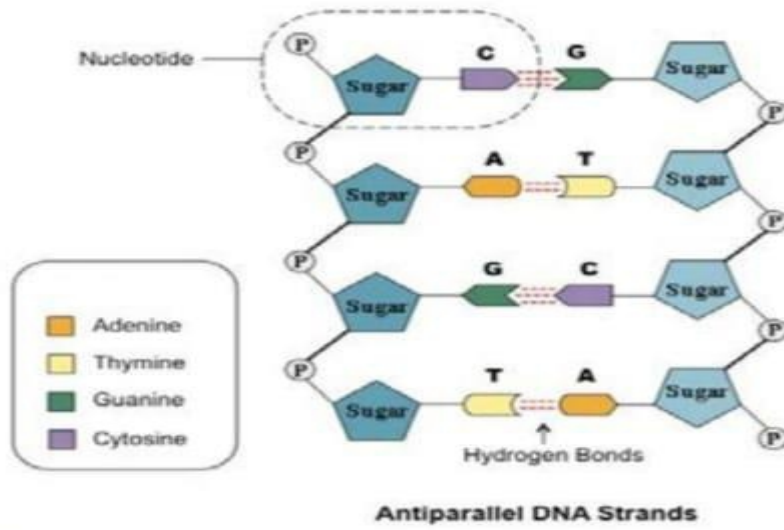 C G
P
Nucleotide
Sugar Sugar
P
P
A T
Sugar Sugar
P
P
G C
Sugar Sugar
Adenine
P
Thymine
P
T A
Guanine
Sugar Sugar
Cytosine
P
Hydrogen Bonds
Antiparallel DNA Strands